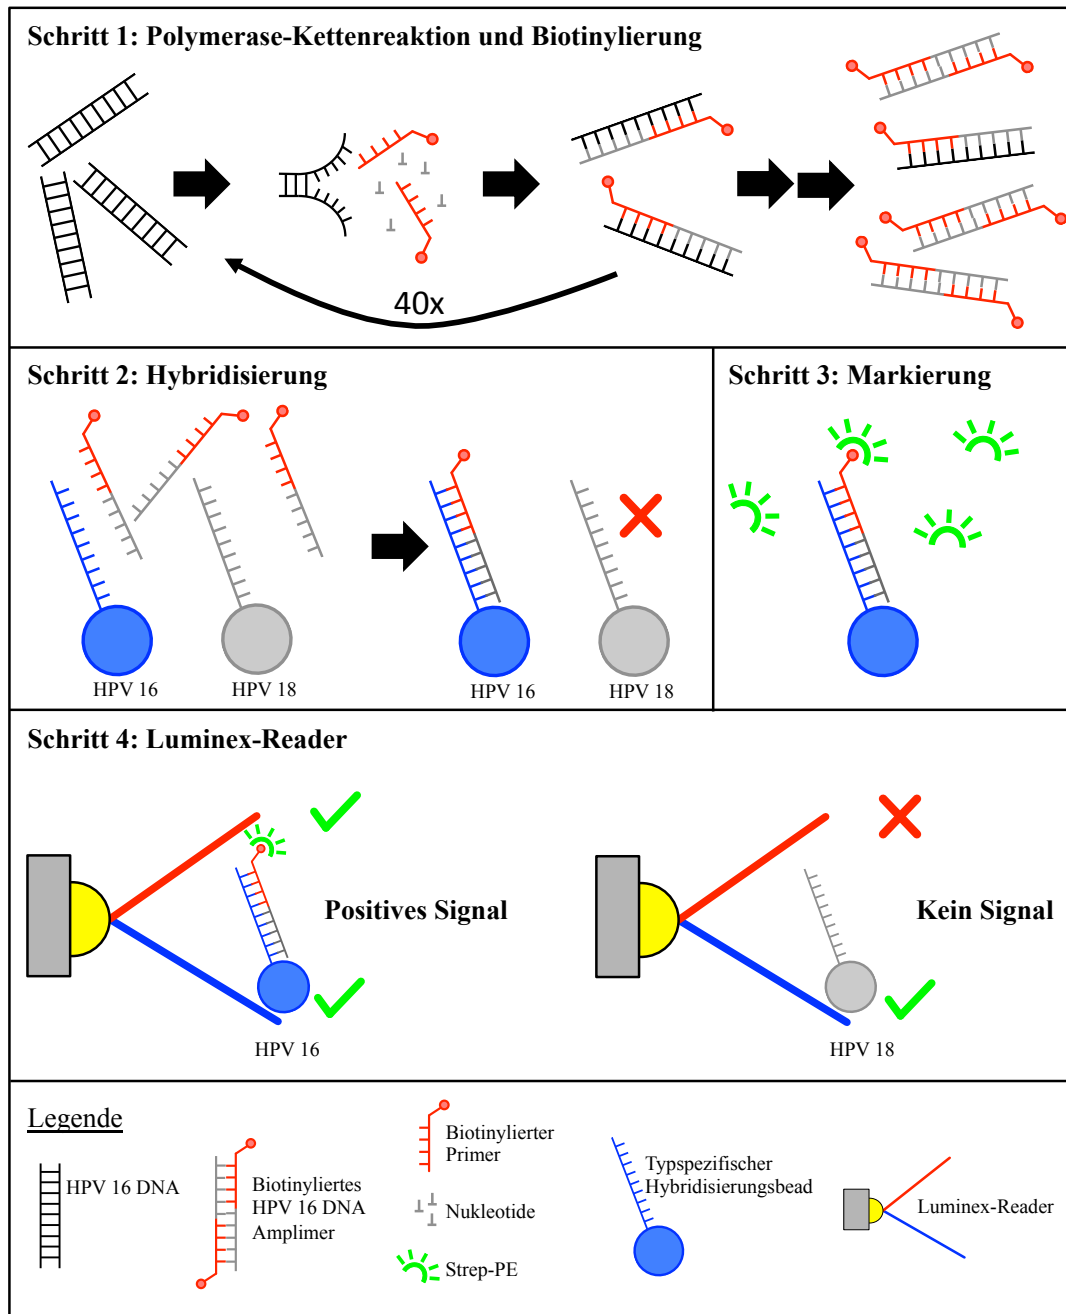 Schritt 1: Polymerase-Kettenreaktion und Biotinylierung
40x
Schritt 2: Hybridisierung
HPV 16
HPV 18
HPV 16
HPV 18
Schritt 3: Markierung
Schritt 4: Luminex-Reader
Positives Signal
HPV 16
Kein Signal
HPV 18
Legende
HPV 16 DNA
Biotinyliertes
HPV 16 DNA
Amplimer
Biotinylierter
Primer
Nukleotide
Strep-PE
Typspezifischer
Hybridisierungsbead
Luminex-Reader